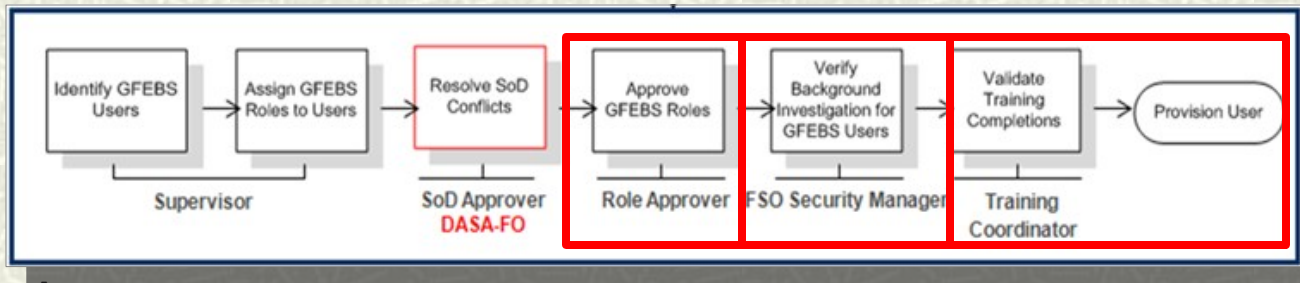 Identify GFEBS
Users
Assign GFEBS
Roles to Users
Resolve SoD
Conflicts
Approve
GFEBS Roles
Verify
Background
Investigation for
GFEBS Users
Validate
Training
Completions
Provision User
Supervisor
SoD Approver
DASA-FO
Role Approver
FSO Security Manager
Training
Coordinator